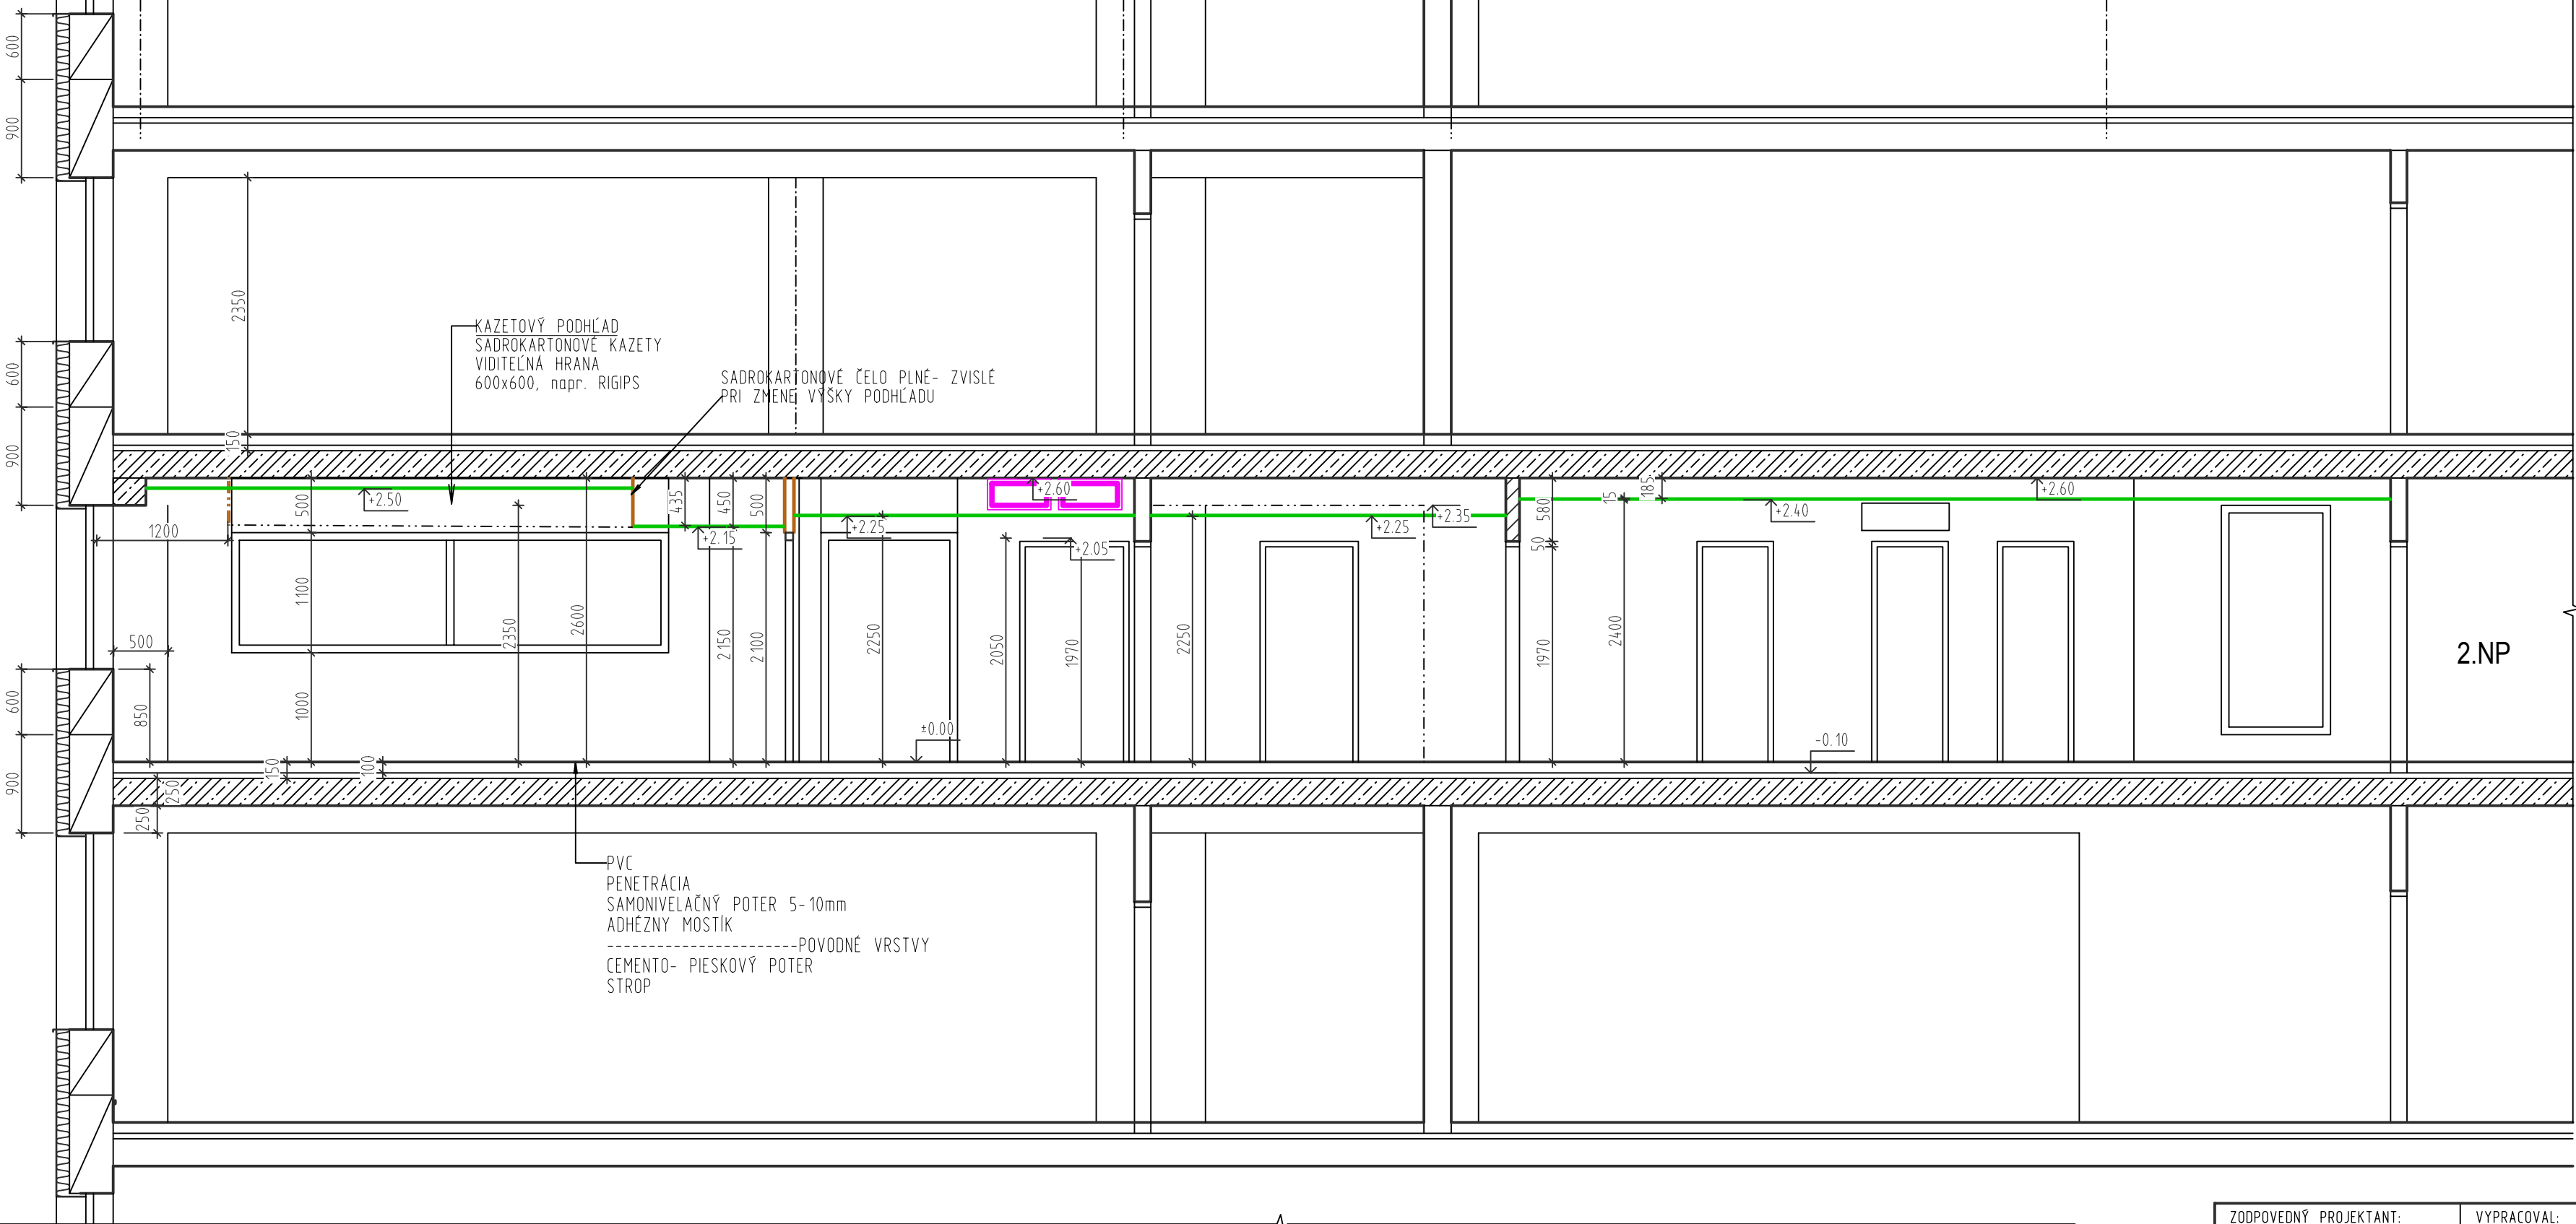 600
900
2350
KAZETOVÝ PODHĽAD
SADROKARTONOVÉ KAZETY
VIDITEĽNÁ HRANA
600x600, napr. RIGIPS
SADROKARTONOVÉ ČELO PLNÉ- ZVISLÉ
PRI ZMENE VÝŠKY PODHĽADU
600
900
150
+2.50
500
435
450
500
+2.60
+2.15
+2.25
+2.05
+2.25
+2.35
580
50
15
185
+2.40
+2.60
1200
1100
2350
2600
2150
2100
2250
2050
1970
2250
1970
2400
500
850
1000
600
900
2.NP
±0.00
-0.10
150
100
250
250
PVC
PENETRÁCIA
SAMONIVELAČNÝ POTER 5-10mm
ADHÉZNY MOSTÍK
-----------------------POVODNÉ VRSTVY
CEMENTO- PIESKOVÝ POTER
STROP
ZODPOVEDNÝ PROJEKTANT:
VYPRACOVAL: